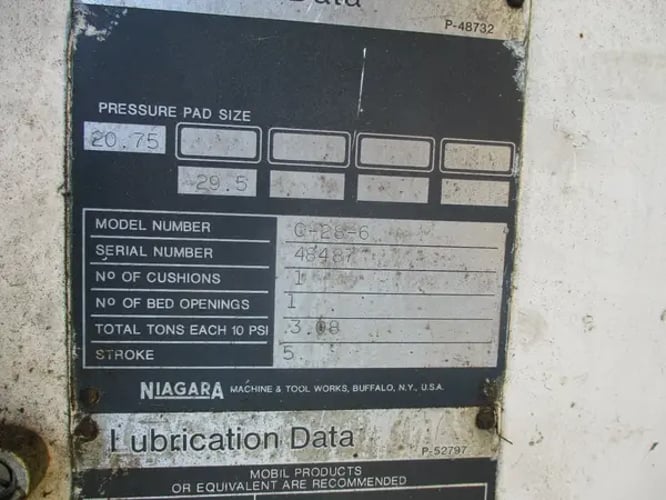 Data
P-48732
PRESSURE PAD SIZE
20.75
29.5
MODEL NUMBER C-28-6
SERIAL NUMBER 48487
Nº OF CUSHIONS 1
Nº OF BED OPENINGS 1
TOTAL TONS EACH 10 PSI 3.08
STROKE 5
NIAGARA MACHINE & TOOL WORKS, BUFFALO, N.Y., U.S.A.
Lubrication Data
P-52797
MOBIL PRODUCTS
OR EQUIVALENT ARE RECOMMENDED